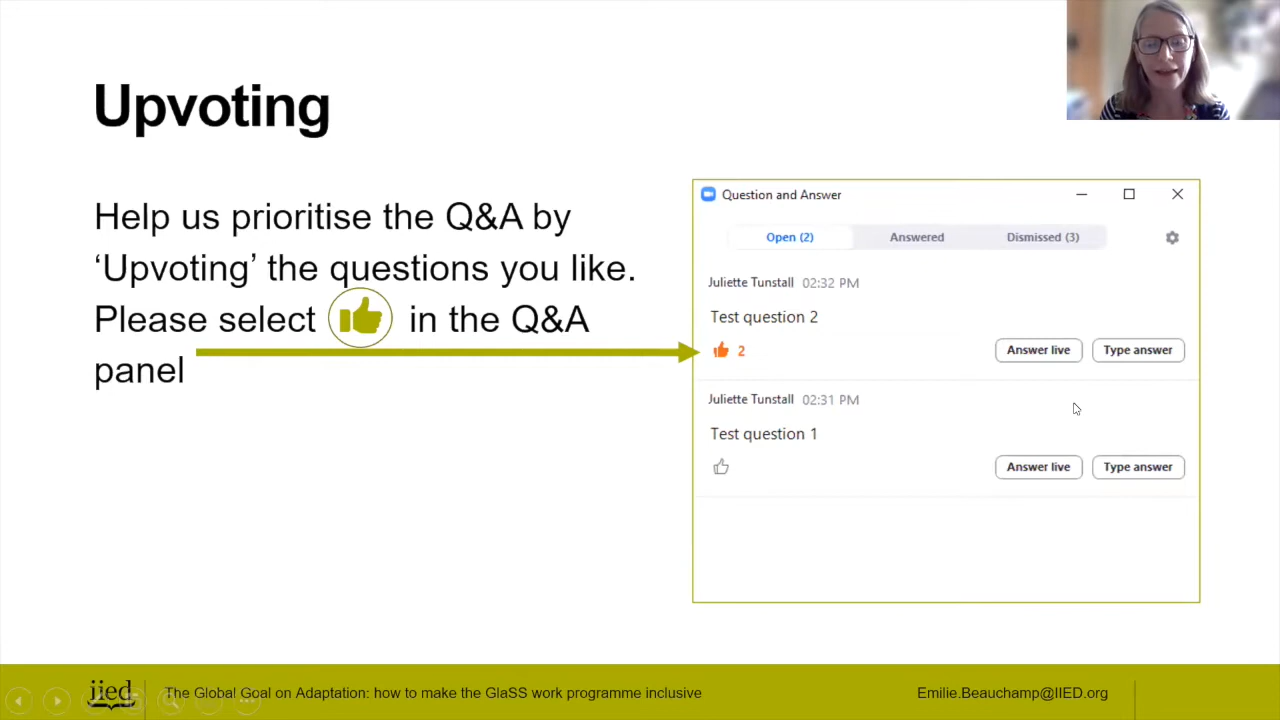 Upvoting
Help us prioritise the Q&A by
‘Upvoting’ the questions you like.
Please select in the Q&A
panel
Question and Answer
Open (2) Answered Dismissed (3)
Juliette Tunstall 02:32 PM
Test question 2
2 Answer live Type answer
Juliette Tunstall 02:31 PM
Test question 1
Answer live Type answer
iied The Global Goal on Adaptation: how to make the GlaSS work programme inclusive Emilie.Beauchamp@IIED.org